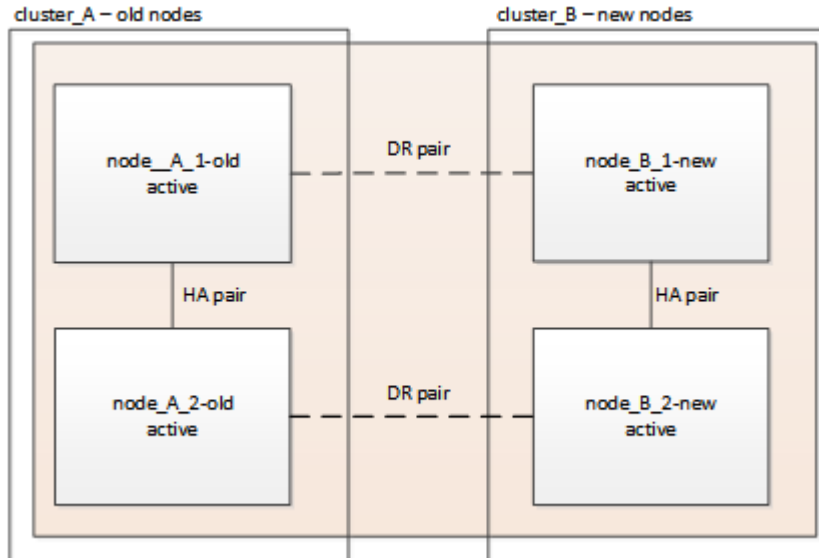 cluster_A – old nodes
cluster_B – new nodes
node__A_1-old
active
DR pair
node_B_1-new
active
HA pair
HA pair
node_A_2-old
active
DR pair
node_B_2-new
active